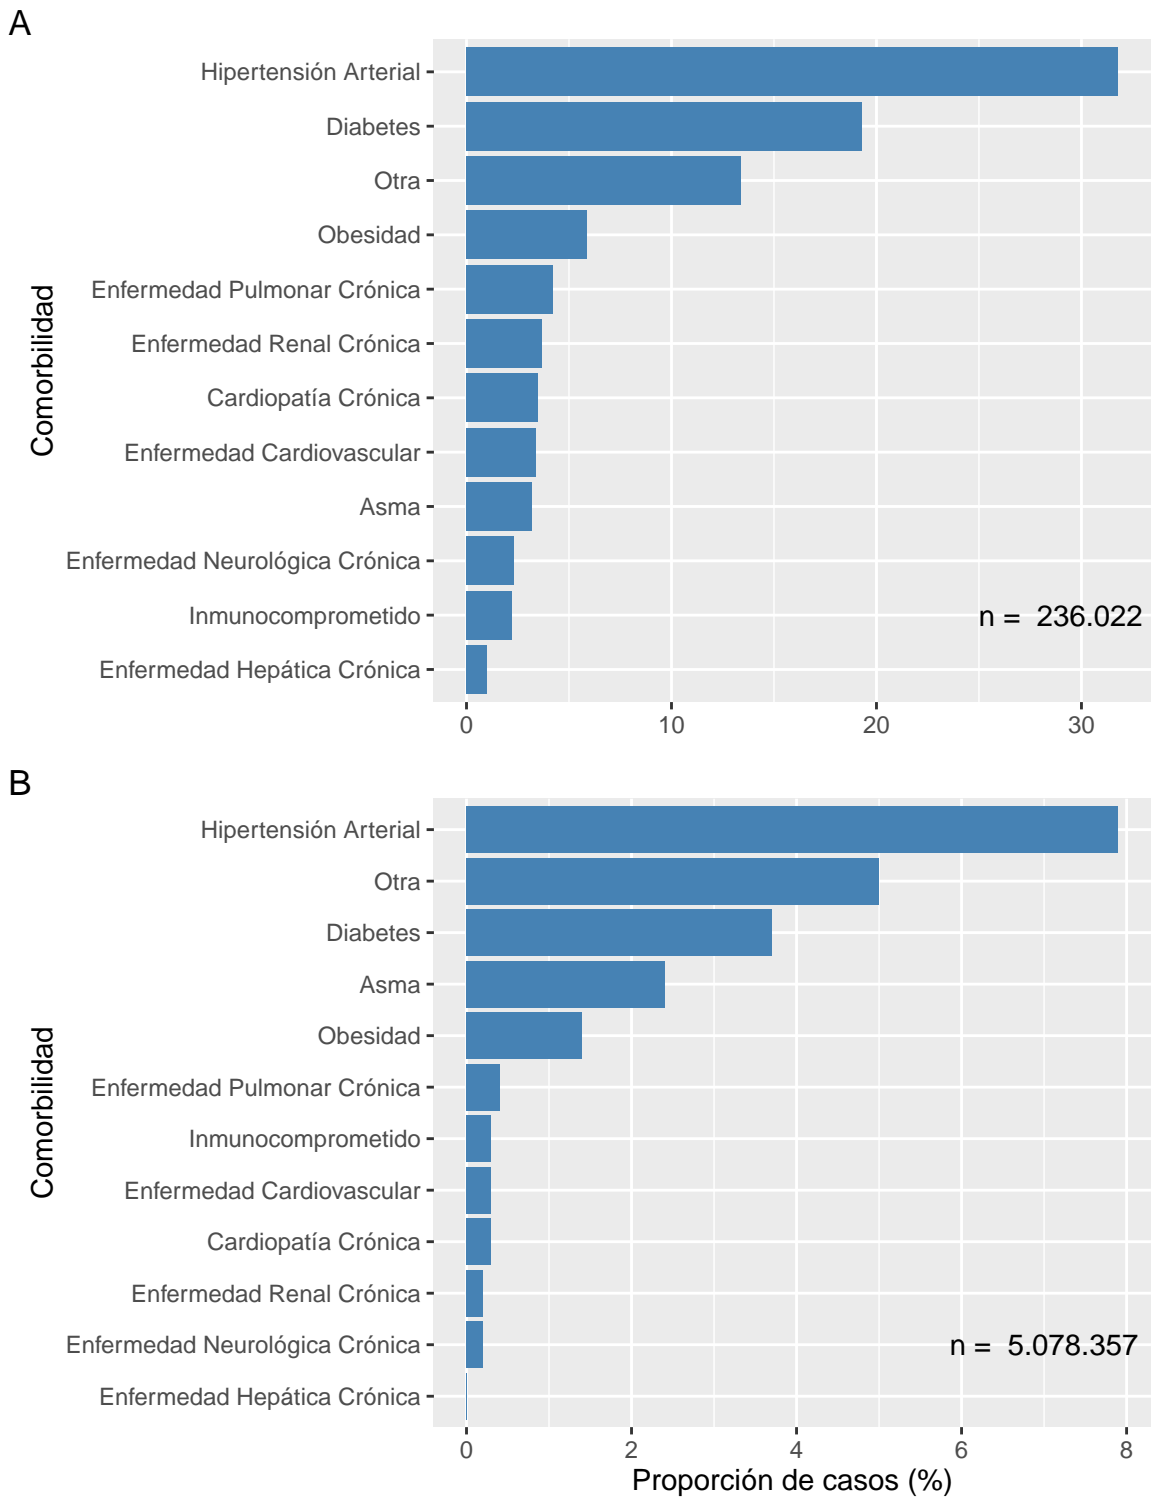 A
Hipertensión Arterial
Diabetes
Otra
Obesidad
Enfermedad Pulmonar Crónica
Enfermedad Renal Crónica
Cardiopatía Crónica
Enfermedad Cardiovascular
Asma
Enfermedad Neurológica Crónica
Inmunocomprometido
Enfermedad Hepática Crónica
Comorbilidad
n = 236.022
0 10 20 30
B
Hipertensión Arterial
Otra
Diabetes
Asma
Obesidad
Enfermedad Pulmonar Crónica
Inmunocomprometido
Enfermedad Cardiovascular
Cardiopatía Crónica
Enfermedad Renal Crónica
Enfermedad Neurológica Crónica
Enfermedad Hepática Crónica
Comorbilidad
n = 5.078.357
0 2 4 6 8
Proporción de casos (%)